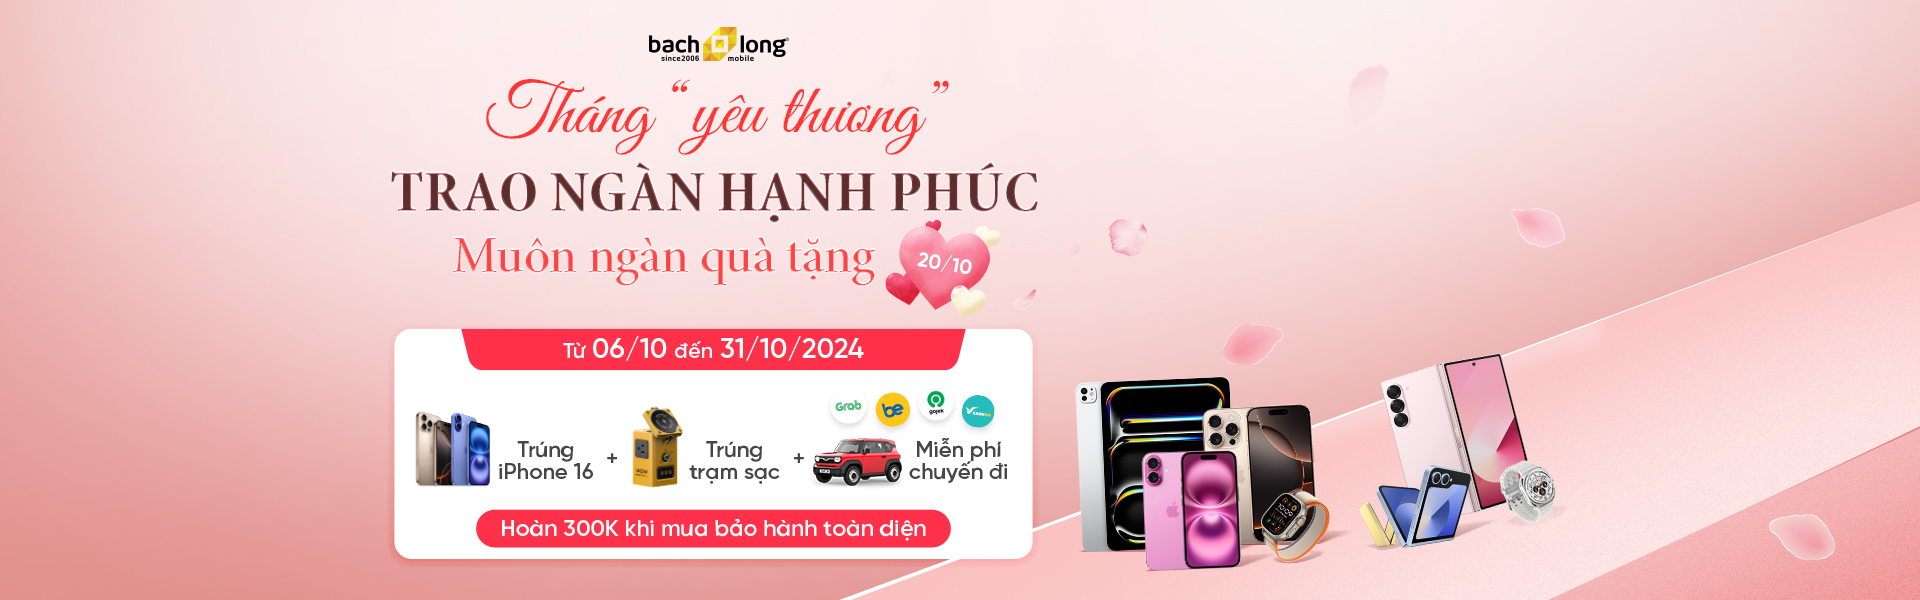 bach long
since2006 mobile
Tháng “yêu thương”
TRAO NGÀN HẠNH PHÚC
Muôn ngàn quà tặng
20/10
Từ 06/10 đến 31/10/2024
Grab
be
gojek
Trúng
iPhone 16
+
Trúng
trạm sạc
+
Miễn phí
chuyến đi
Hoàn 300K khi mua bảo hành toàn diện